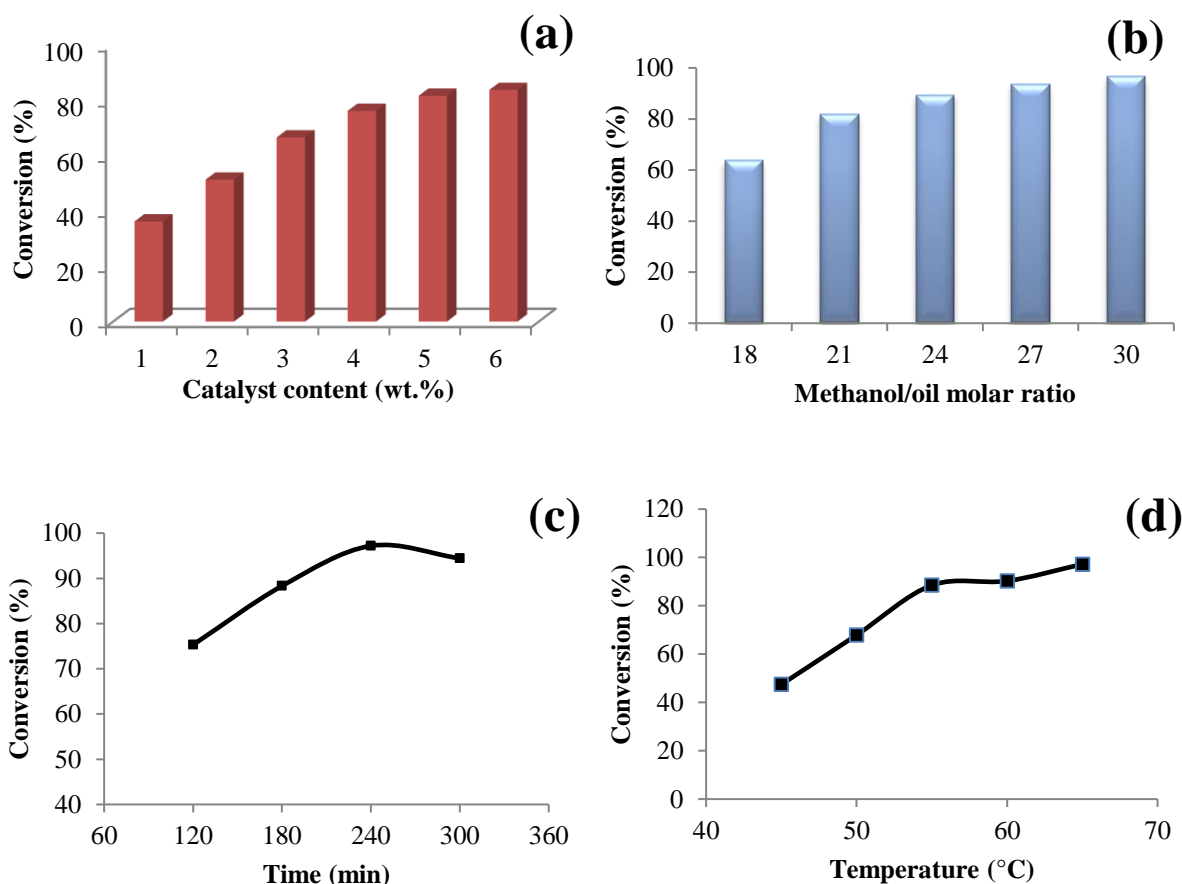 (a)
Conversion (%)
100
80
60
40
20
0
1 2 3 4 5 6
Catalyst content (wt.%)
(b)
Conversion (%)
100
80
60
40
20
0
18 21 24 27 30
Methanol/oil molar ratio
(c)
Conversion (%)
100
90
80
70
60
50
40
60 120 180 240 300 360
Time (min)
(d)
Conversion (%)
120
100
80
60
40
20
0
40 50 60 70
Temperature (°C)